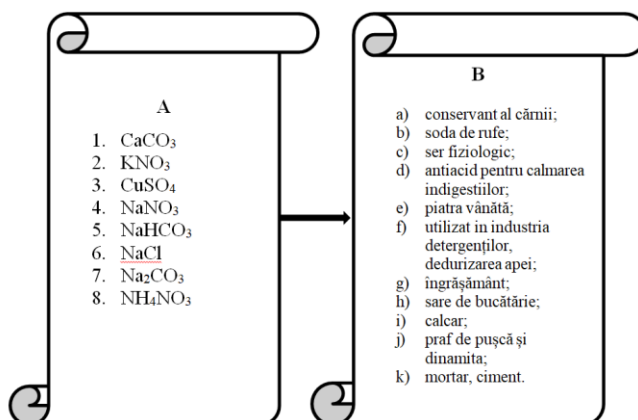 A
1. CaCO₃
2. KNO₃
3. CuSO₄
4. NaNO₃
5. NaHCO₃
6. NaCl
7. Na₂CO₃
8. NH₄NO₃
B
a) conservant al cărnii;
b) soda de rufe;
c) ser fiziologic;
d) antiacid pentru calmarea
indigestiilor;
e) piatra vânătă;
f) utilizat in industria
detergenților,
dedurizarea apei;
g) îngrășământ;
h) sare de bucătărie;
i) calcar;
j) praf de pușcă și
dinamita;
k) mortar, ciment.